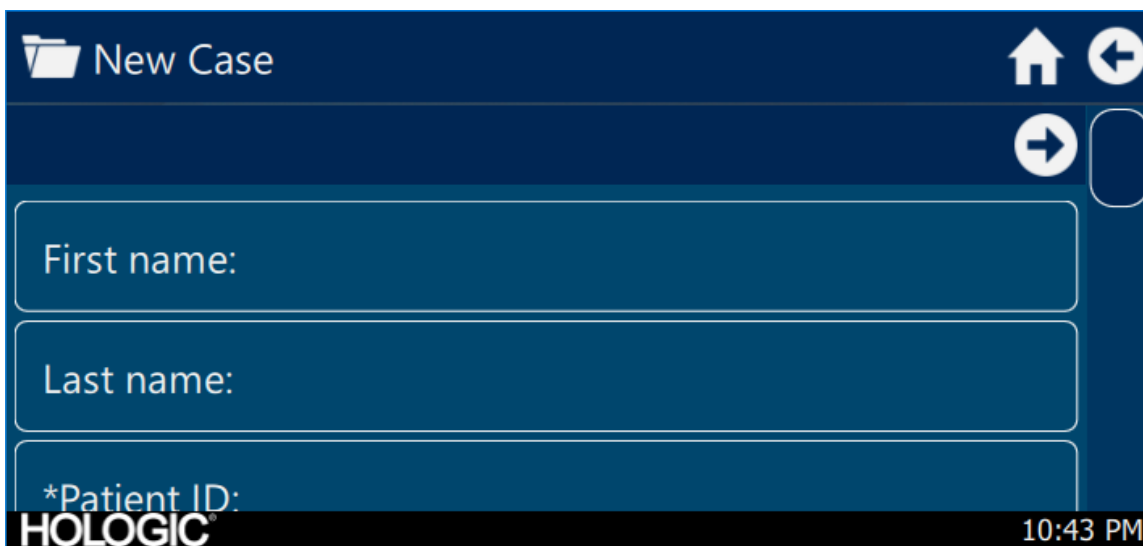 New Case
First name:
Last name:
*Patient ID:
HOLOGIC®
10:43 PM